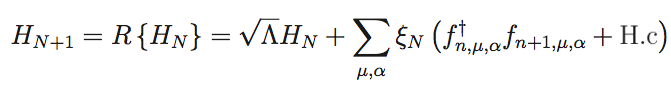 $H_{N+1} = R\{H_N\} = \sqrt{\Lambda} H_N + \sum_{\mu,\alpha} \xi_N \left( f^{\dagger}_{n,\mu,\alpha} f_{n+1,\mu,\alpha} + \text{H.c} \right)$